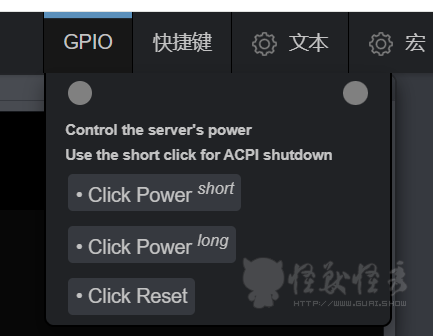 GPIO
快捷键
文本
宏
Control the server's power
Use the short click for ACPI shutdown
• Click Power short
• Click Power long
• Click Reset
怪兽怪秀
HTTP://WWW.GUAI.SHOW/